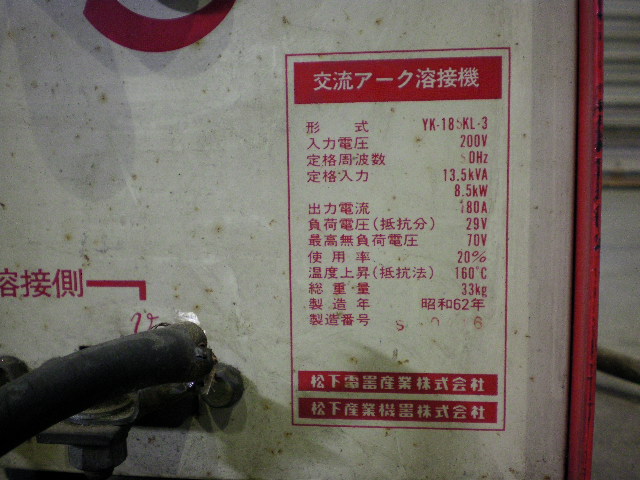 交流アーク溶接機
形 式 YK-18 KL-3
入力電圧 200V
定格周波数 0Hz
定格入力 13.5kVA
8.5kW
出力電流 180A
負荷電圧(抵抗分) 29V
最高無負荷電圧 70V
使用率 20%
温度上昇(抵抗法) 160℃
総重量 33kg
製造年 昭和62年
製造番号
溶接側
松下電器産業株式会社
松下産業機器株式会社